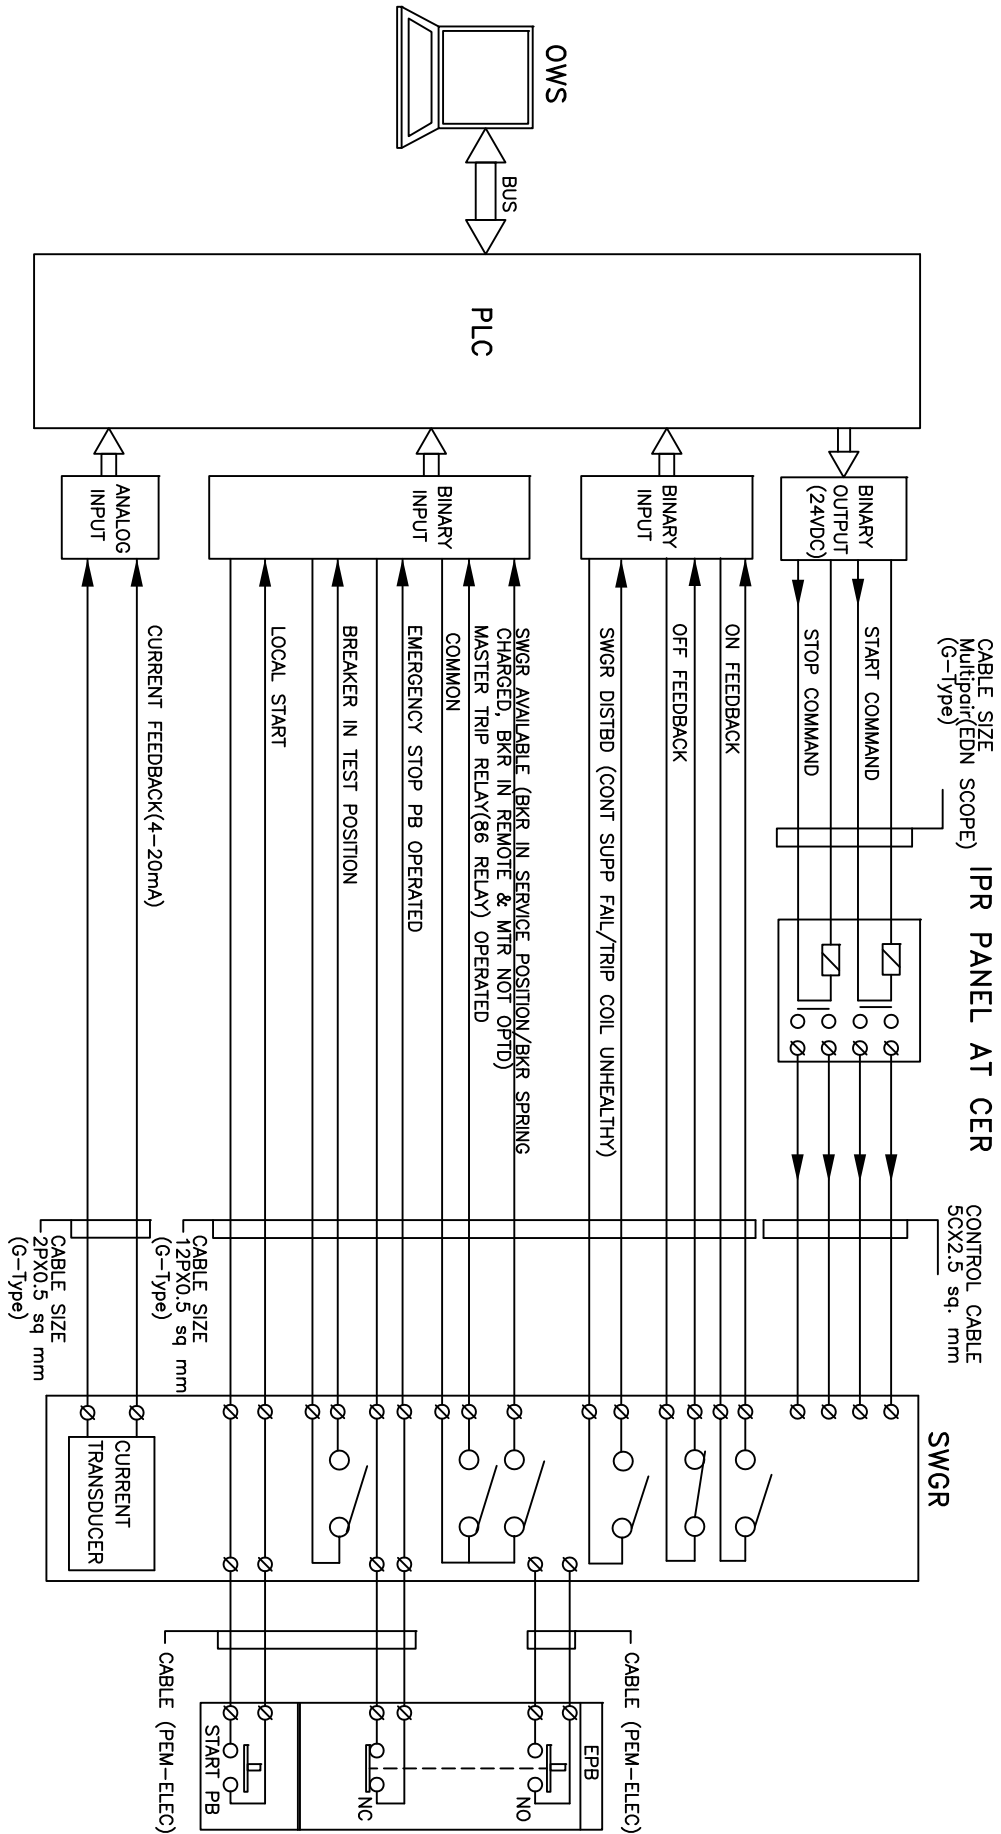 OWS
BUS
PLC
BINARY
OUTPUT
(24VDC)
BINARY
INPUT
BINARY
INPUT
ANALOG
INPUT
CABLE SIZE
Multipair(EDN SCOPE)
(G-Type)
START COMMAND
STOP COMMAND
ON FEEDBACK
OFF FEEDBACK
SWGR DISTBD (CONT SUPP FAIL/TRIP COIL UNHEALTHY)
SWGR AVAILABLE (BKR IN SERVICE POSITION/BKR SPRING
CHARGED, BKR IN REMOTE & MTR NOT OPTD)
MASTER TRIP RELAY(86 RELAY) OPERATED
COMMON
EMERGENCY STOP PB OPERATED
BREAKER IN TEST POSITION
LOCAL START
CURRENT FEEDBACK(4-20mA)
IPR PANEL AT CER
CONTROL CABLE
5CX2.5 sq. mm
CABLE SIZE
12PX0.5 sq mm
(G-Type)
CABLE SIZE
2PX0.5 sq mm
(G-Type)
SWGR
CURRENT
TRANSDUCER
CABLE (PEM-ELEC)
CABLE (PEM-ELEC)
EPB
NO
NC
START PB